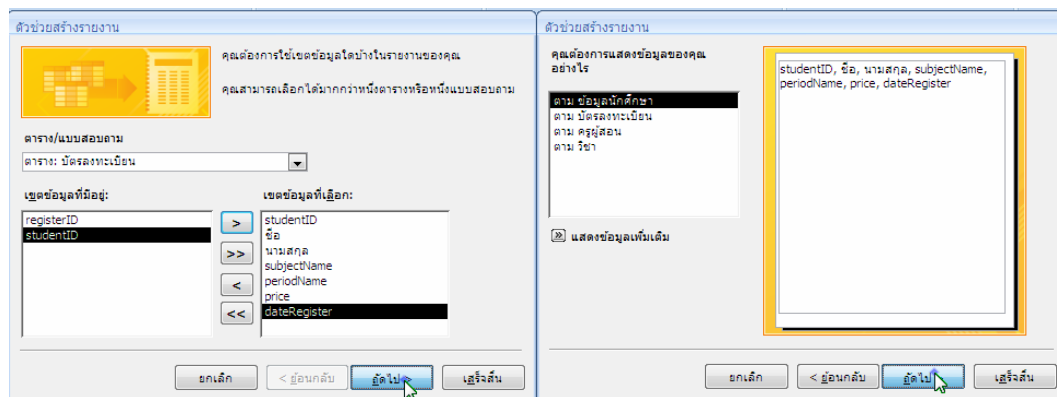 ตัวช่วยสร้างรายงาน
คุณต้องการใช้เขตข้อมูลใดบ้างในรายงานของคุณ
คุณสามารถเลือกได้มากกว่าหนึ่งตารางหรือหนึ่งแบบสอบถาม
ตาราง/แบบสอบถาม
ตาราง: บัตรลงทะเบียน
เขตข้อมูลที่มีอยู่:
registerID
studentID
>
>>
<
<<
เขตข้อมูลที่เลือก:
studentID
ชื่อ
นามสกุล
subjectName
periodName
price
dateRegister
ยกเลิก
< ย้อนกลับ
ถัดไป >
เสร็จสิ้น
ตัวช่วยสร้างรายงาน
คุณต้องการแสดงข้อมูลของคุณ
อย่างไร
ตาม ข้อมูลนักศึกษา
ตาม บัตรลงทะเบียน
ตาม ครูผู้สอน
ตาม วิชา
>> แสดงข้อมูลเพิ่มเติม
studentID, ชื่อ, นามสกุล, subjectName,
periodName, price, dateRegister
ยกเลิก
< ย้อนกลับ
ถัดไป
เสร็จสิ้น